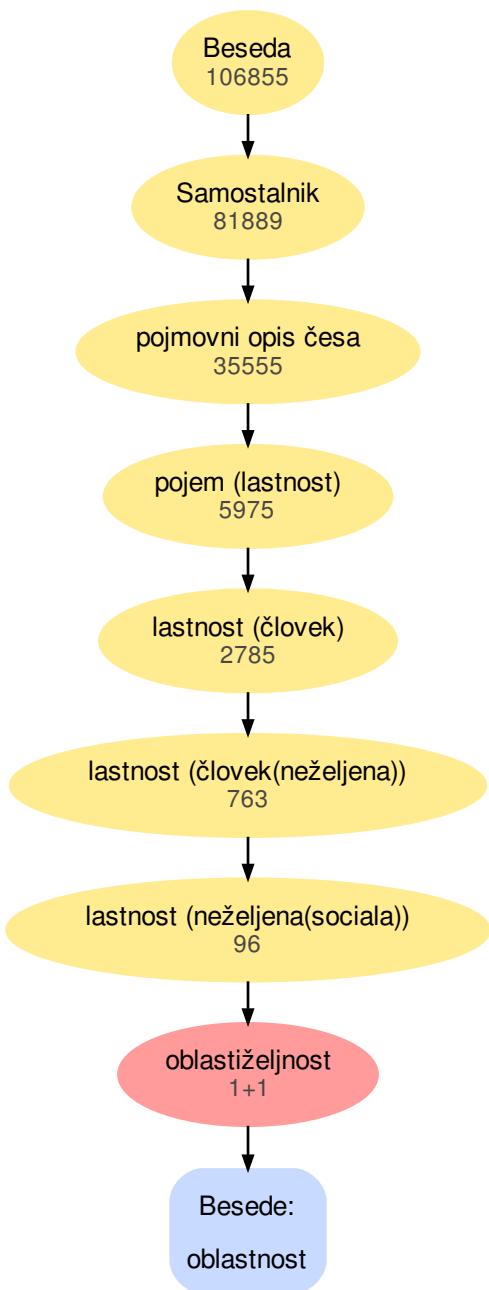 Beseda
106855
Samostalnik
81889
pojmovni opis česa
35555
pojem (lastnost)
5975
lastnost (človek)
2785
lastnost (človek(neželjena))
763
lastnost (neželjena(sociala))
96
oblastiželjnost
1+1
Besede:
oblastnost